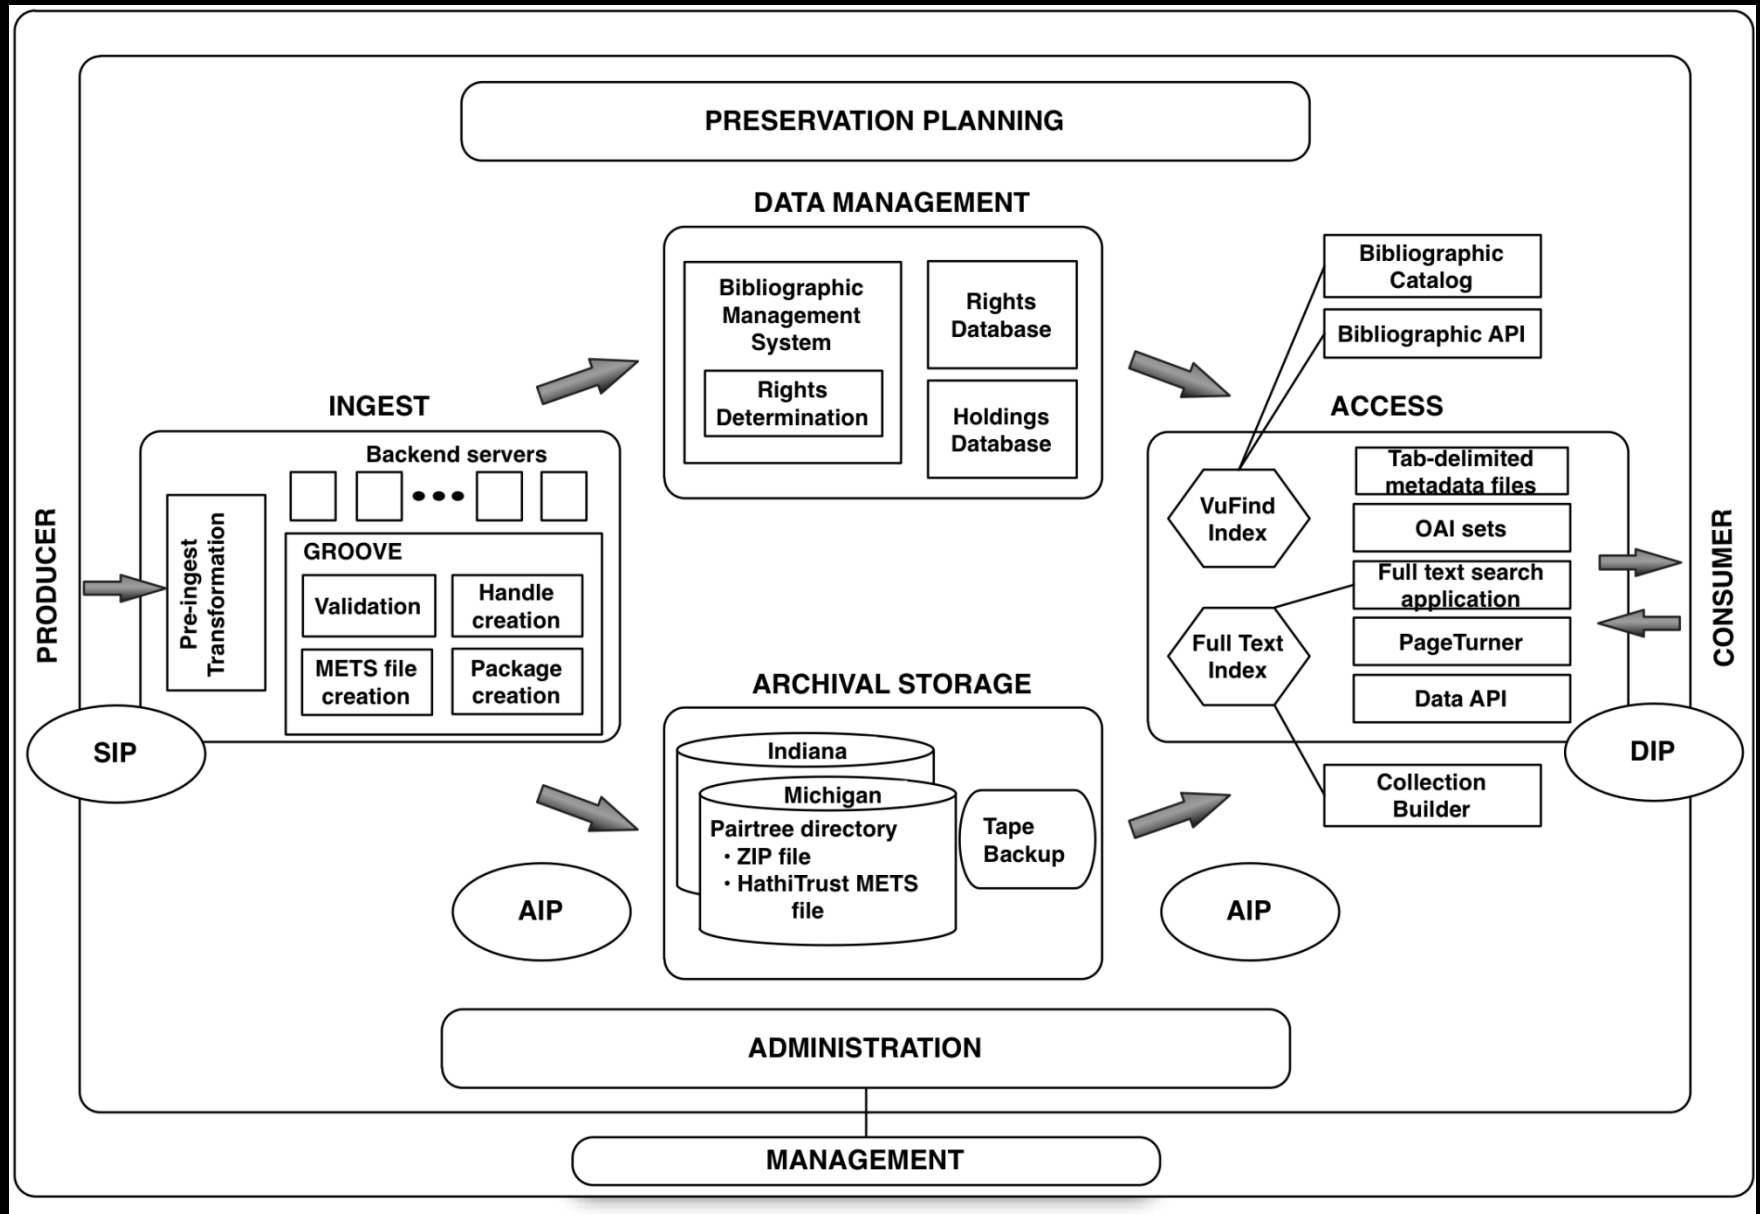 PRESERVATION PLANNING
DATA MANAGEMENT
Bibliographic
Management
System
Rights
Determination
Rights
Database
Holdings
Database
Bibliographic
Catalog
Bibliographic API
INGEST
Backend servers
Pre-ingest
Transformation
GROOVE
Validation
Handle
creation
METS file
creation
Package
creation
PRODUCER
SIP
ACCESS
VuFind
Index
Full Text
Index
Tab-delimited
metadata files
OAI sets
Full text search
application
PageTurner
Data API
Collection
Builder
CONSUMER
DIP
ARCHIVAL STORAGE
Indiana
Michigan
Pairtree directory
• ZIP file
• HathiTrust METS
file
Tape
Backup
AIP
AIP
ADMINISTRATION
MANAGEMENT